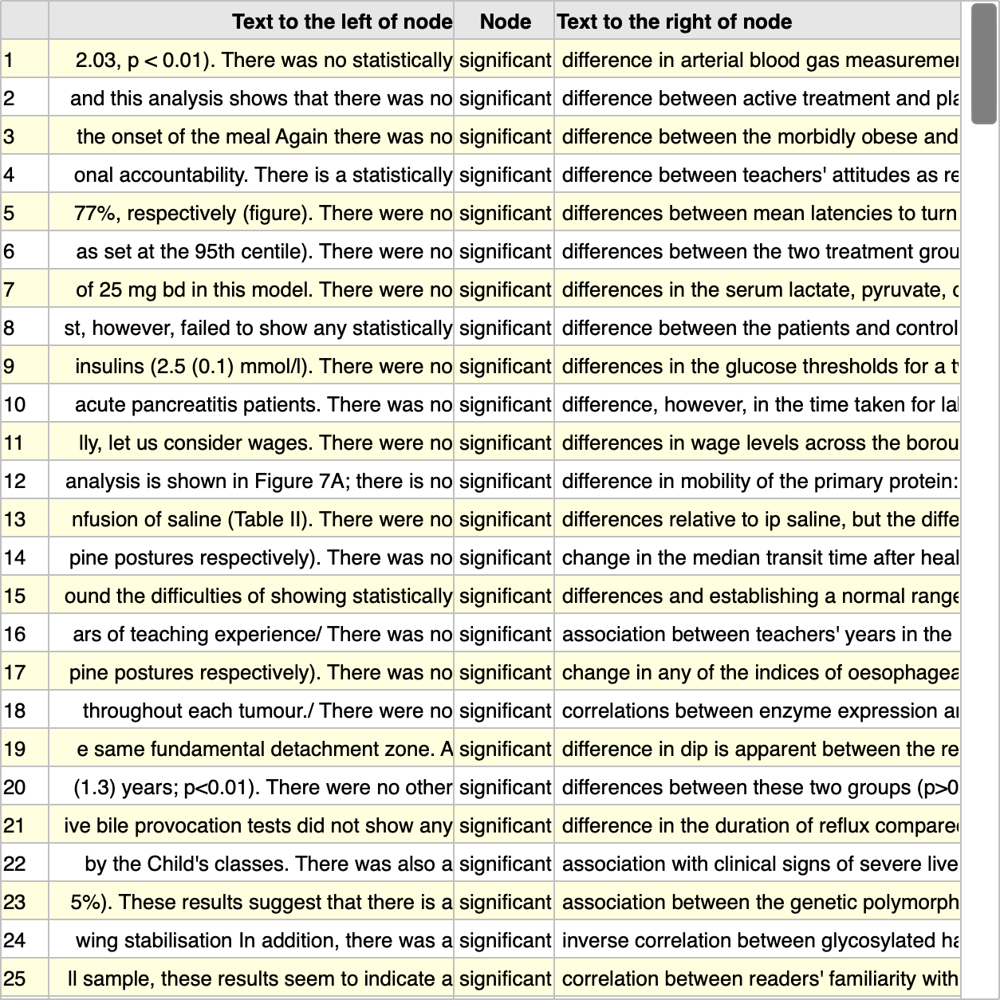 Text to the left of node Node Text to the right of node
1 2.03, p < 0.01). There was no statistically significant difference in arterial blood gas
2 and this analysis shows that there was no significant difference between active treatment and
3 the onset of the meal Again there was no significant difference between the morbidly obese and
4 onal accountability. There is a statistically significant difference between teachers' attitudes as re
5 77%, respectively (figure). There were no significant differences between mean latencies to turn
6 as set at the 95th centile). There were no significant differences between the two treatment grou
7 of 25 mg bd in this model. There were no significant differences in the serum lactate, pyruvate,
8 st, however, failed to show any statistically significant difference between the patients and control
9 insulins (2.5 (0.1) mmol/l). There were no significant differences in the glucose thresholds for a
10 acute pancreatitis patients. There was no significant difference, however, in the time taken for
11 lly, let us consider wages. There were no significant differences in wage levels across the borou
12 analysis is shown in Figure 7A; there is no significant difference in mobility of the primary protein:
13 nfusion of saline (Table II). There were no significant differences relative to ip saline, but the diffe
14 pine postures respectively). There was no significant change in the median transit time after heal
15 ound the difficulties of showing statistically significant differences and establishing a normal range
16 ars of teaching experience/ There was no significant association between teachers' years in the
17 pine postures respectively). There was no significant change in any of the indices of oesophagea
18 throughout each tumour./ There were no significant correlations between enzyme expression
19 e same fundamental detachment zone. A significant difference in dip is apparent between the re
20 (1.3) years; p<0.01). There were no other significant differences between these two groups (p>0
21 ive bile provocation tests did not show any significant difference in the duration of reflux compared
22 by the Child's classes. There was also a significant association with clinical signs of severe live
23 5%). These results suggest that there is a significant association between the genetic polymorph
24 wing stabilisation In addition, there was a significant inverse correlation between glycosylated
25 ll sample, these results seem to indicate a significant correlation between readers' familiarity with